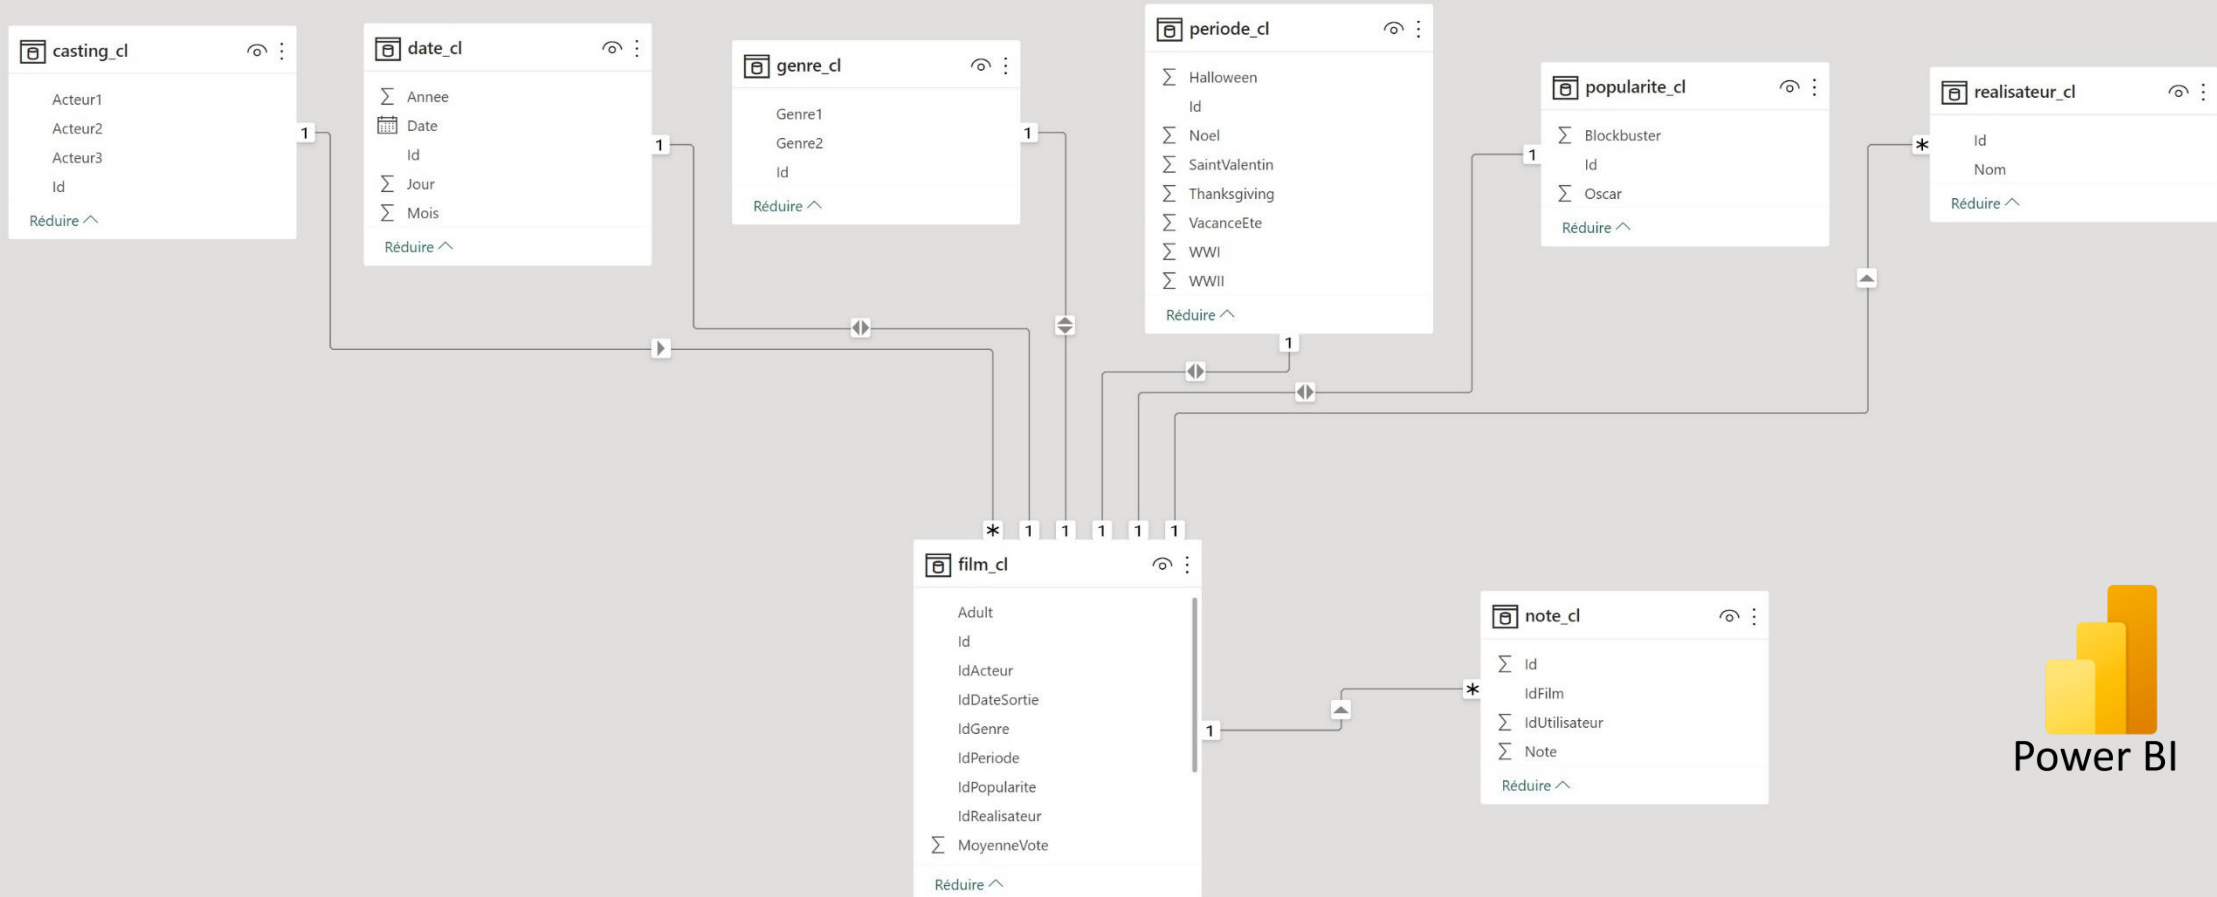 casting_cl
Acteur1
Acteur2
Acteur3
Id
Réduire
1
date_cl
Annee
Date
Id
Jour
Mois
Réduire
1
genre_cl
Genre1
Genre2
Id
Réduire
1
periode_cl
Halloween
Id
Noel
SaintValentin
Thanksgiving
VacanceEte
WWI
WWII
Réduire
1
popularite_cl
Blockbuster
Id
Oscar
Réduire
1
realisateur_cl
Id
Nom
Réduire
*
* 1 1 1 1 1
film_cl
Adult
Id
IdActeur
IdDateSortie
IdGenre
IdPeriode
IdPopularite
IdRealisateur
MoyenneVote
Réduire
1
*
note_cl
Id
IdFilm
IdUtilisateur
Note
Réduire
Power BI